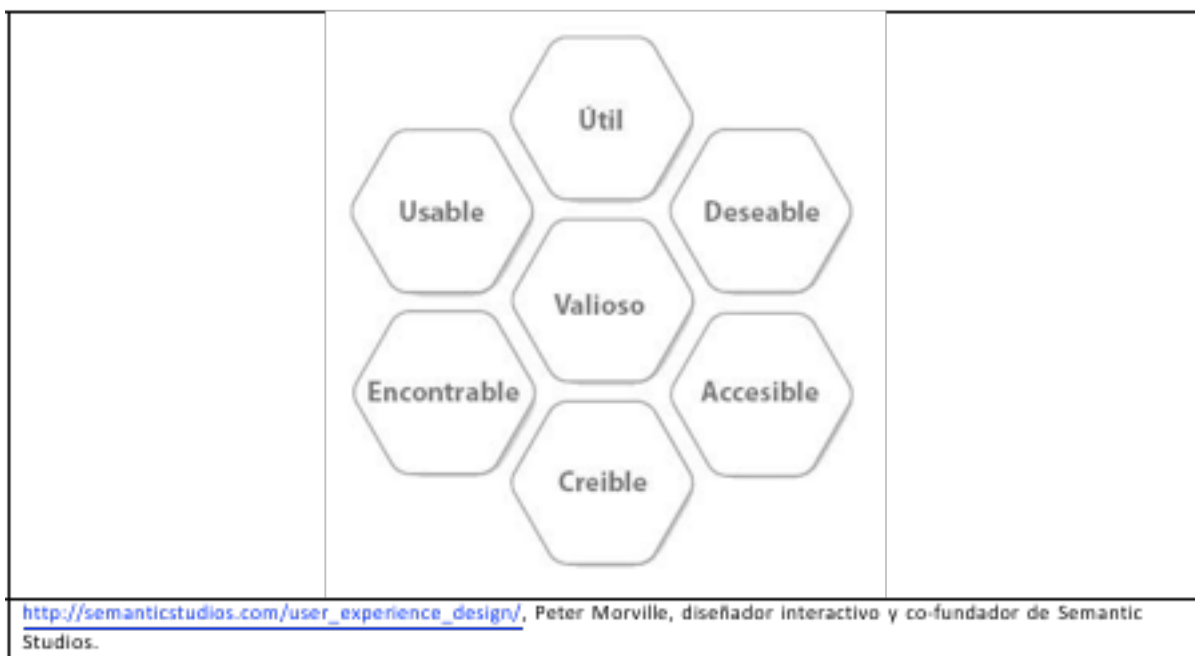 Útil
Usable
Deseable
Valioso
Encontrable
Accesible
Creible
http://semanticstudios.com/user_experience_design/, Peter Morville, diseñador interactivo y co-fundador de Semantic
Studios.